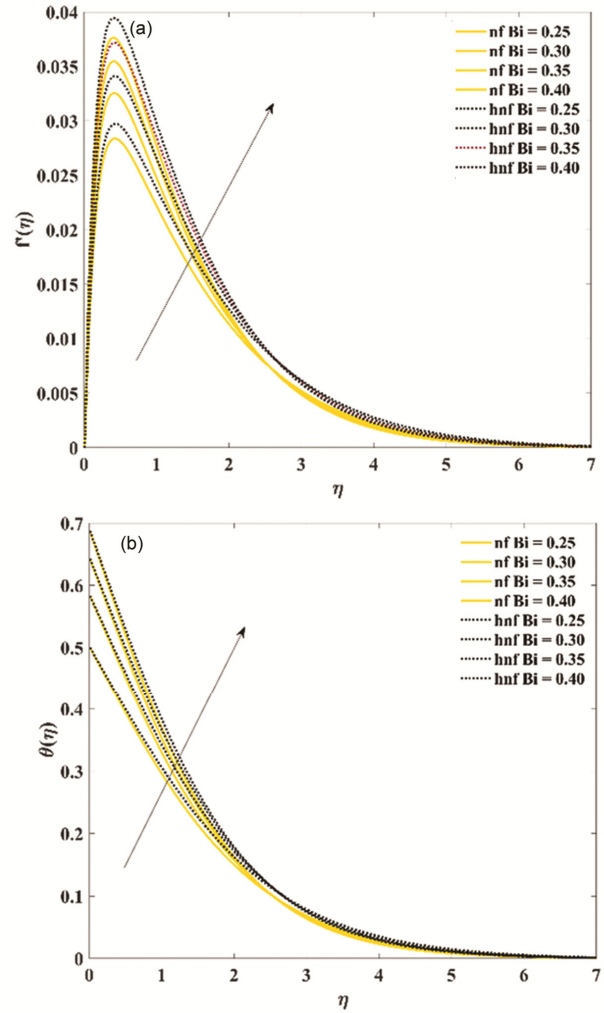 (a)
0.04
0.035
0.03
0.025
0.02
0.015
0.01
0.005
0
f'(η)
nf Bi = 0.25
nf Bi = 0.30
nf Bi = 0.35
nf Bi = 0.40
hnf Bi = 0.25
hnf Bi = 0.30
hnf Bi = 0.35
hnf Bi = 0.40
0 1 2 3 4 5 6 7
η
(b)
0.7
0.6
0.5
0.4
0.3
0.2
0.1
0
θ(η)
nf Bi = 0.25
nf Bi = 0.30
nf Bi = 0.35
nf Bi = 0.40
hnf Bi = 0.25
hnf Bi = 0.30
hnf Bi = 0.35
hnf Bi = 0.40
0 1 2 3 4 5 6 7
η